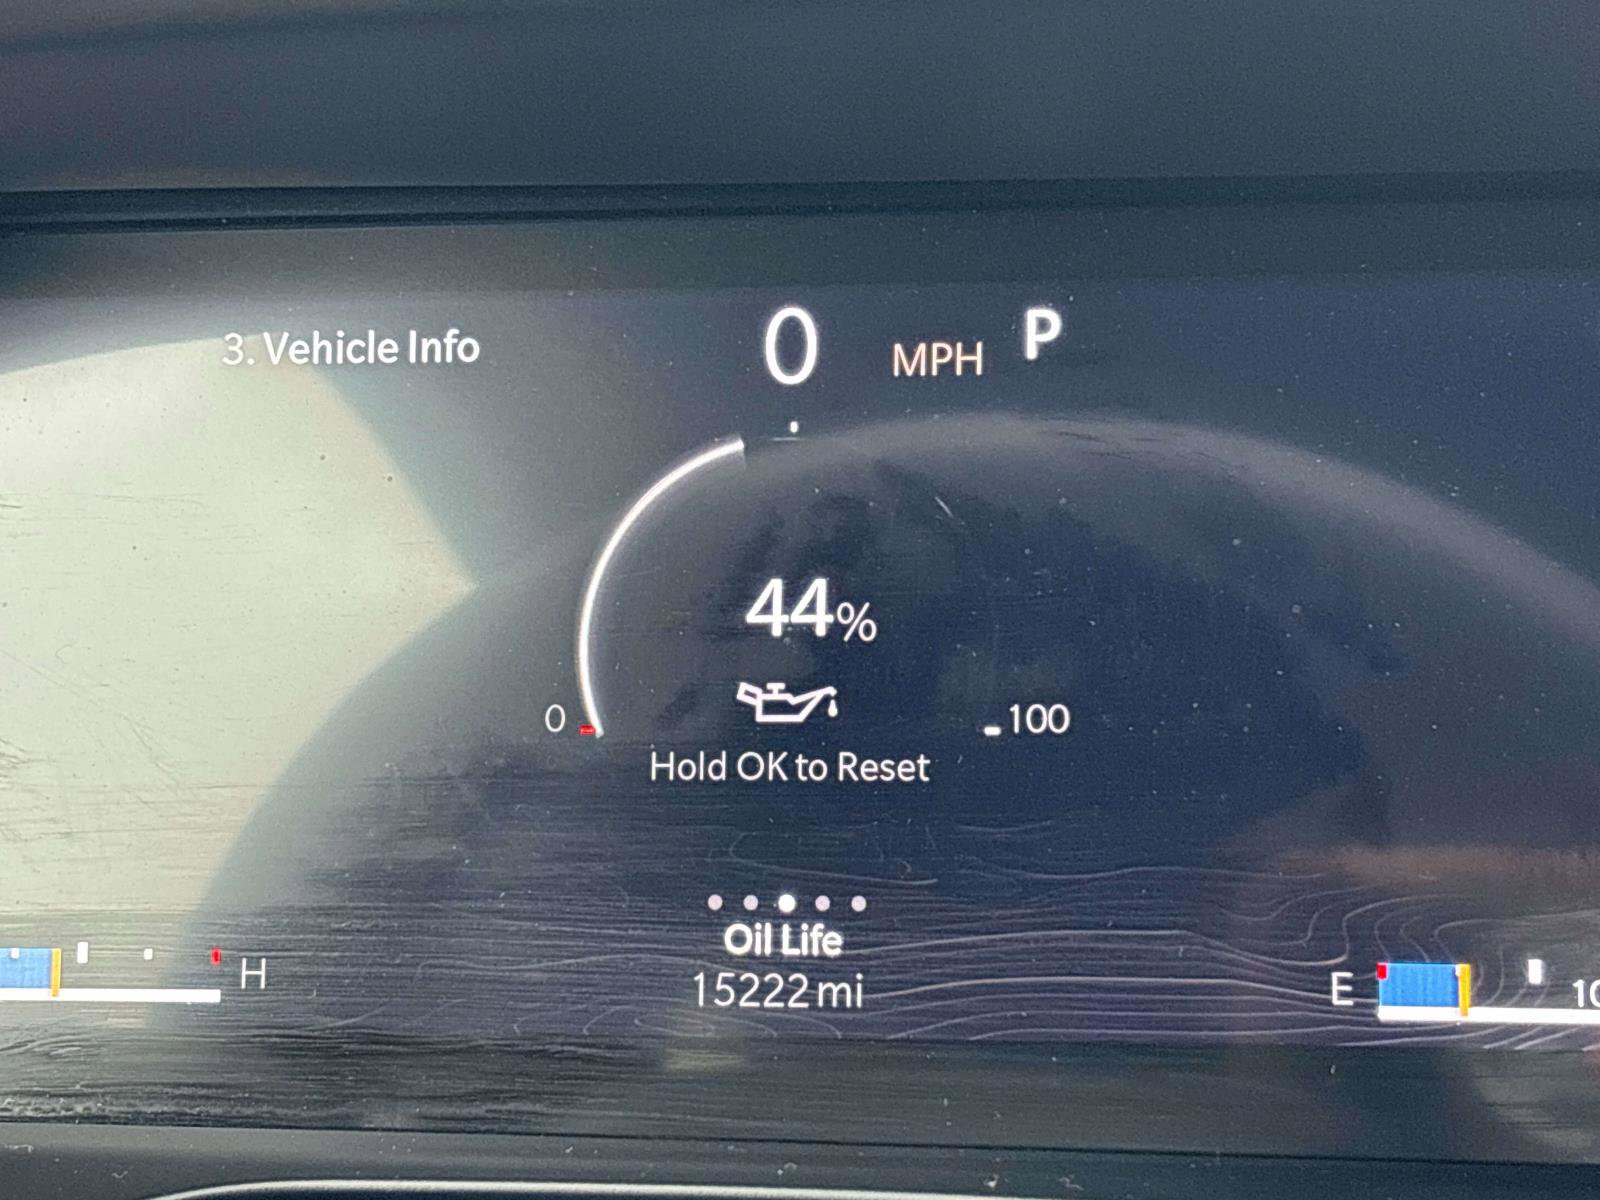 3. Vehicle Info
0 MPH P
44%
0
100
Hold OK to Reset
Oil Life
15222 mi
H
E